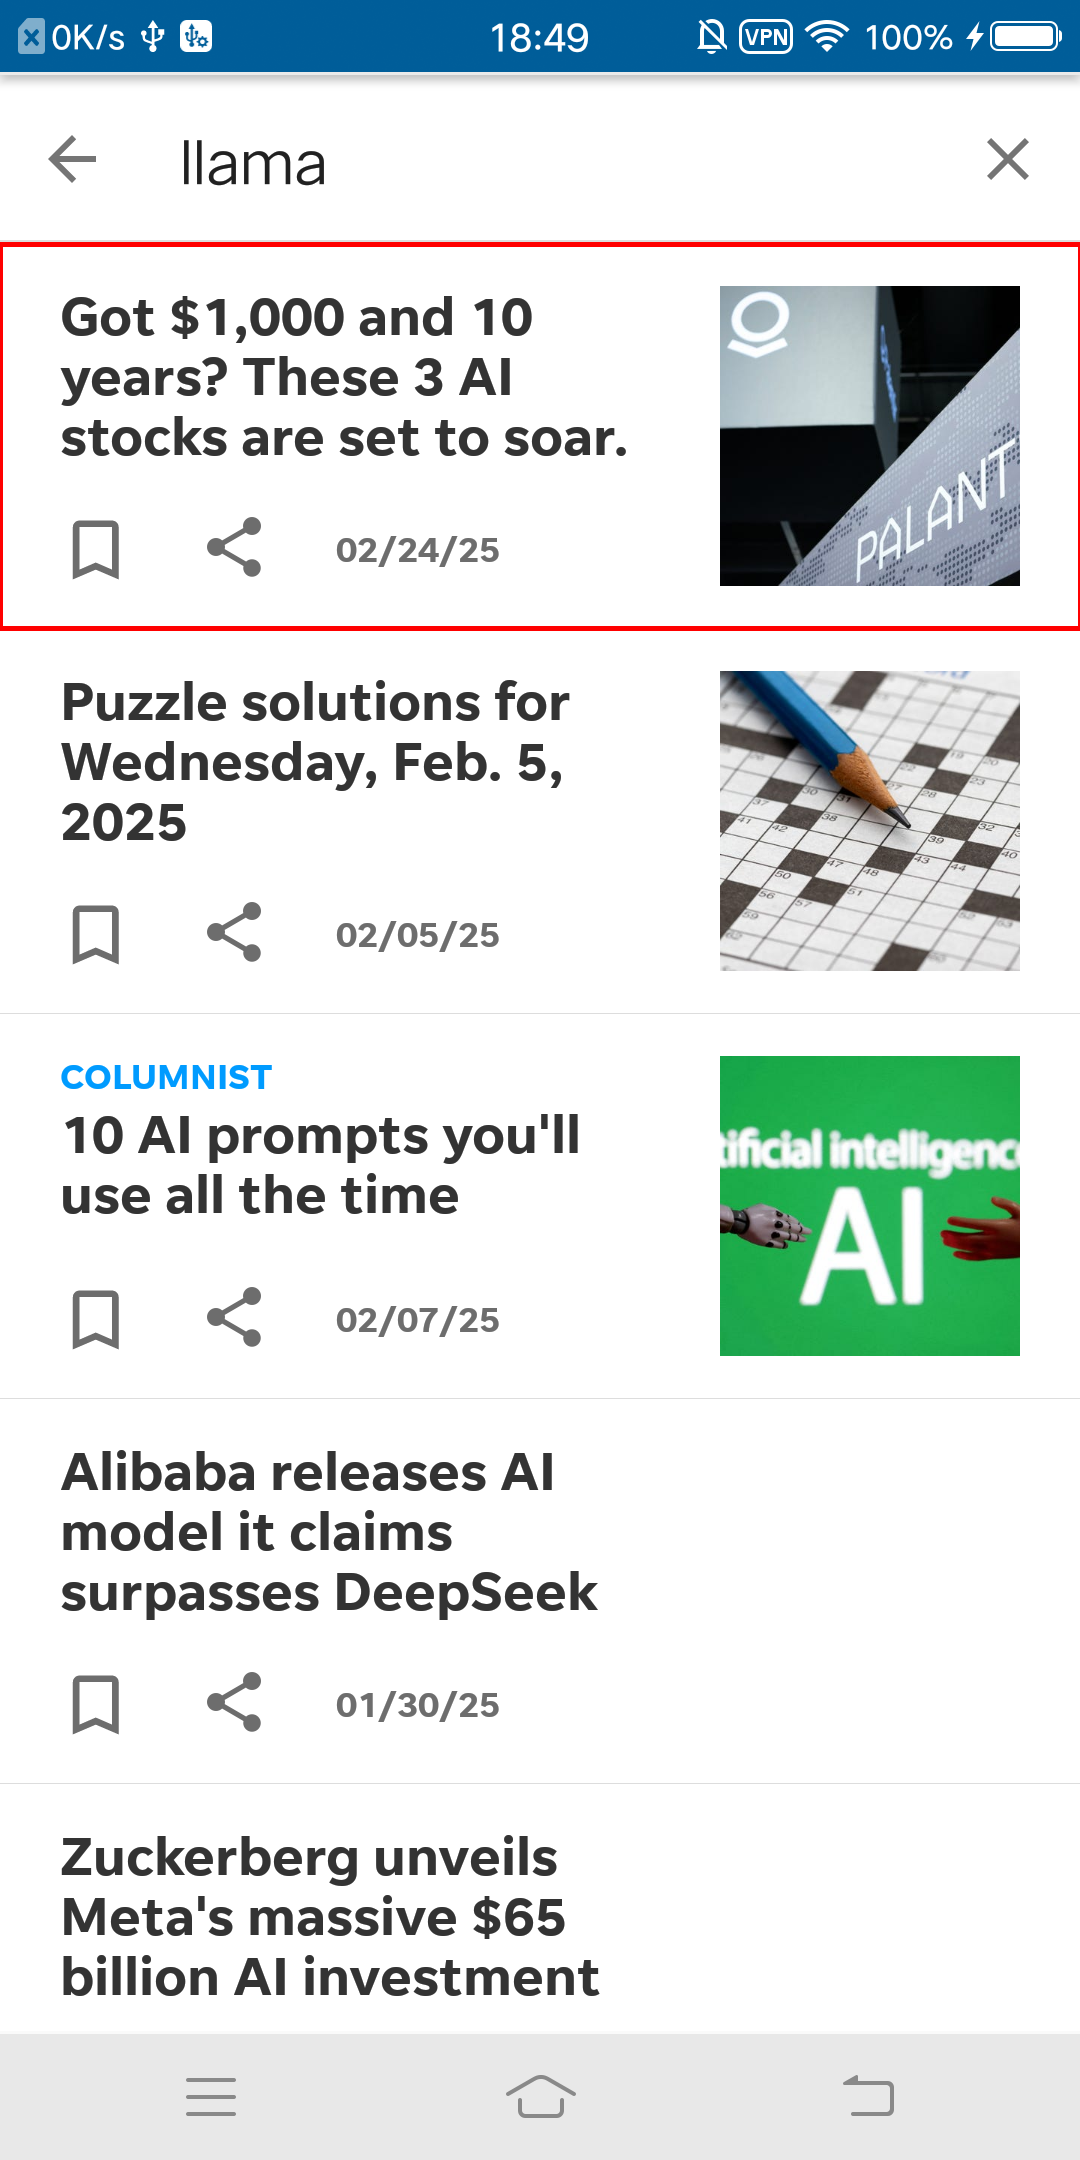 0K/s 18:49 VPN 100%
llama
Got $1,000 and 10
years? These 3 AI
stocks are set to soar.
PALANT
02/24/25
Puzzle solutions for
Wednesday, Feb. 5,
2025
02/05/25
COLUMNIST
10 AI prompts you'll
use all the time
tificial intelligenc
AI
02/07/25
Alibaba releases AI
model it claims
surpasses DeepSeek
01/30/25
Zuckerberg unveils
Meta's massive $65
billion AI investment